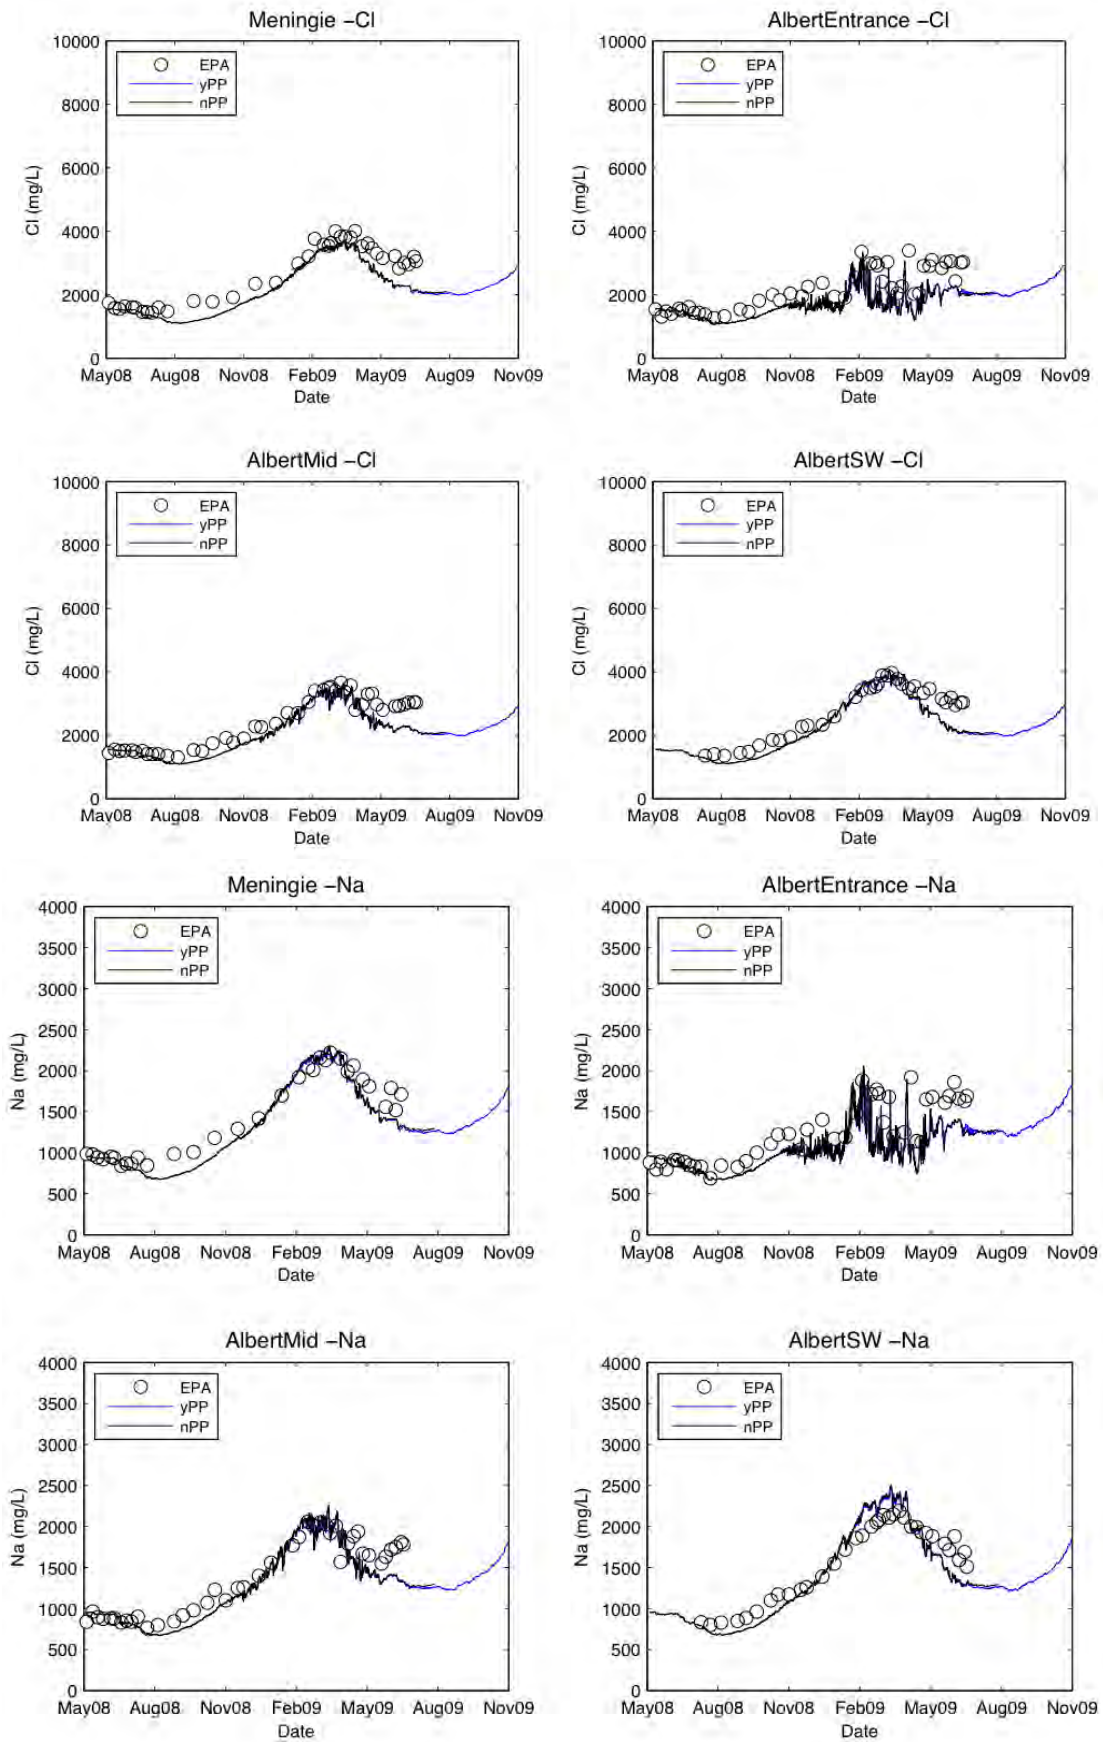 Meningie –Cl
10000
8000
6000
4000
2000
0
Cl (mg/L)
EPA
yPP
nPP
May08 Aug08 Nov08 Feb09 May09 Aug09 Nov09
Date
AlbertEntrance –Cl
10000
8000
6000
4000
2000
0
Cl (mg/L)
EPA
yPP
nPP
May08 Aug08 Nov08 Feb09 May09 Aug09 Nov09
Date
AlbertMid –Cl
10000
8000
6000
4000
2000
0
Cl (mg/L)
EPA
yPP
nPP
May08 Aug08 Nov08 Feb09 May09 Aug09 Nov09
Date
AlbertSW –Cl
10000
8000
6000
4000
2000
0
Cl (mg/L)
EPA
yPP
nPP
May08 Aug08 Nov08 Feb09 May09 Aug09 Nov09
Date
Meningie –Na
4000
3500
3000
2500
2000
1500
1000
500
0
Na (mg/L)
EPA
yPP
nPP
May08 Aug08 Nov08 Feb09 May09 Aug09 Nov09
Date
AlbertEntrance –Na
4000
3500
3000
2500
2000
1500
1000
500
0
Na (mg/L)
EPA
yPP
nPP
May08 Aug08 Nov08 Feb09 May09 Aug09 Nov09
Date
AlbertMid –Na
4000
3500
3000
2500
2000
1500
1000
500
0
Na (mg/L)
EPA
yPP
nPP
May08 Aug08 Nov08 Feb09 May09 Aug09 Nov09
Date
AlbertSW –Na
4000
3500
3000
2500
2000
1500
1000
500
0
Na (mg/L)
EPA
yPP
nPP
May08 Aug08 Nov08 Feb09 May09 Aug09 Nov09
Date